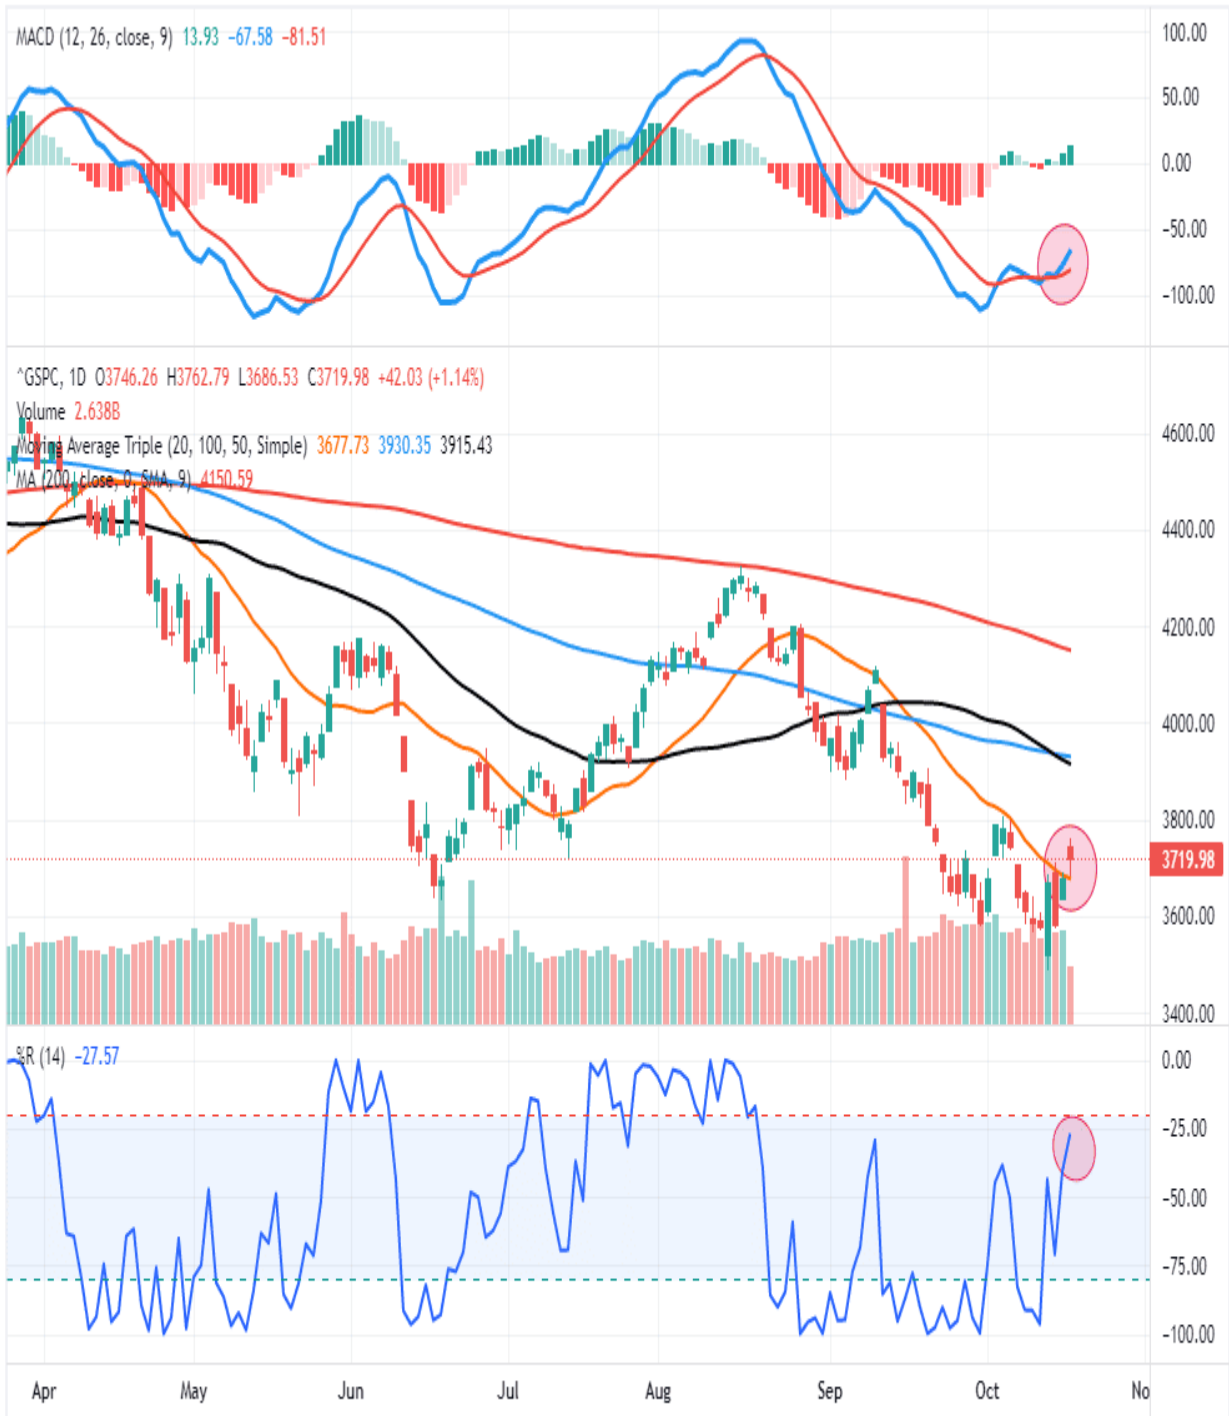 MACD (12, 26, close, 9) 13.93 −67.58 −81.51
100.00
50.00
0.00
−50.00
−100.00
^GSPC, 1D O3746.26 H3762.79 L3686.53 C3719.98 +42.03 (+1.14%)
Volume 2.638B
Moving Average Triple (20, 100, 50, Simple) 3677.73 3930.35 3915.43
MA (200, close, 0, SMA, 9) 4150.59
4600.00
4400.00
4200.00
4000.00
3800.00
3719.98
3600.00
3400.00
%R (14) −27.57
0.00
−25.00
−50.00
−75.00
−100.00
Apr May Jun Jul Aug Sep Oct No